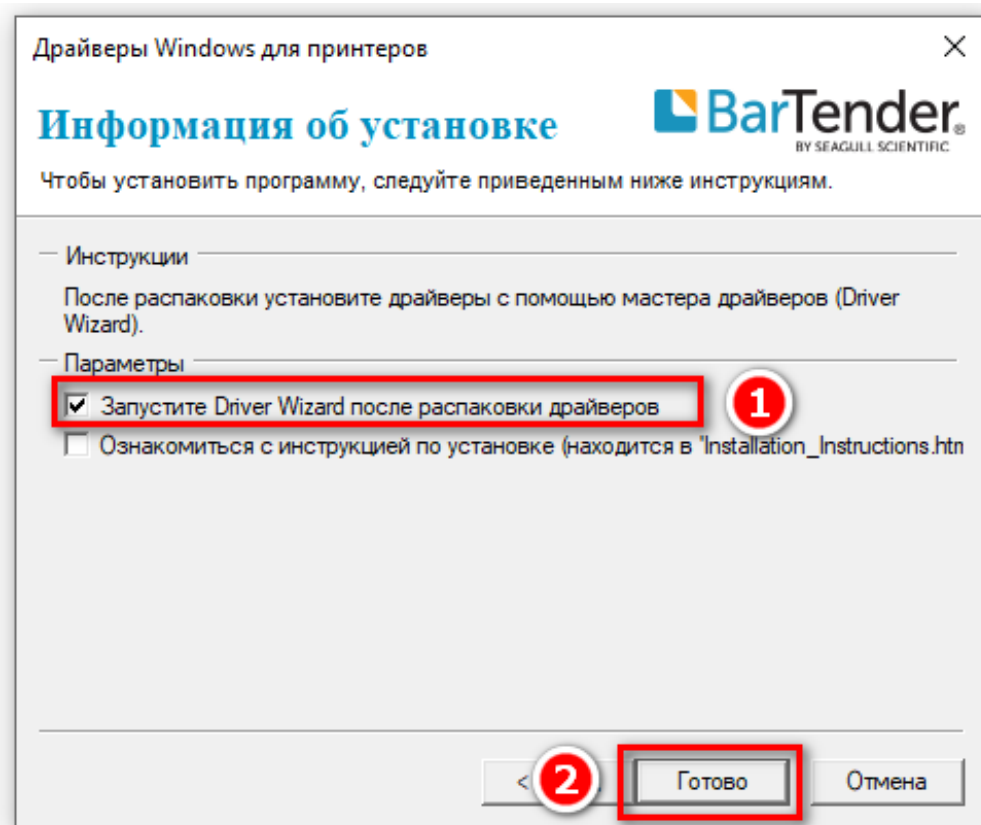 Драйверы Windows для принтеров
Информация об установке
BarTender®
BY SEAGULL SCIENTIFIC
Чтобы установить программу, следуйте приведенным ниже инструкциям.
Инструкции
После распаковки установите драйверы с помощью мастера драйверов (Driver
Wizard).
Параметры
Запустите Driver Wizard после распаковки драйверов
1
Ознакомиться с инструкцией по установке (находится в 'Installation_Instructions.htm
<
2
Готово
Отмена